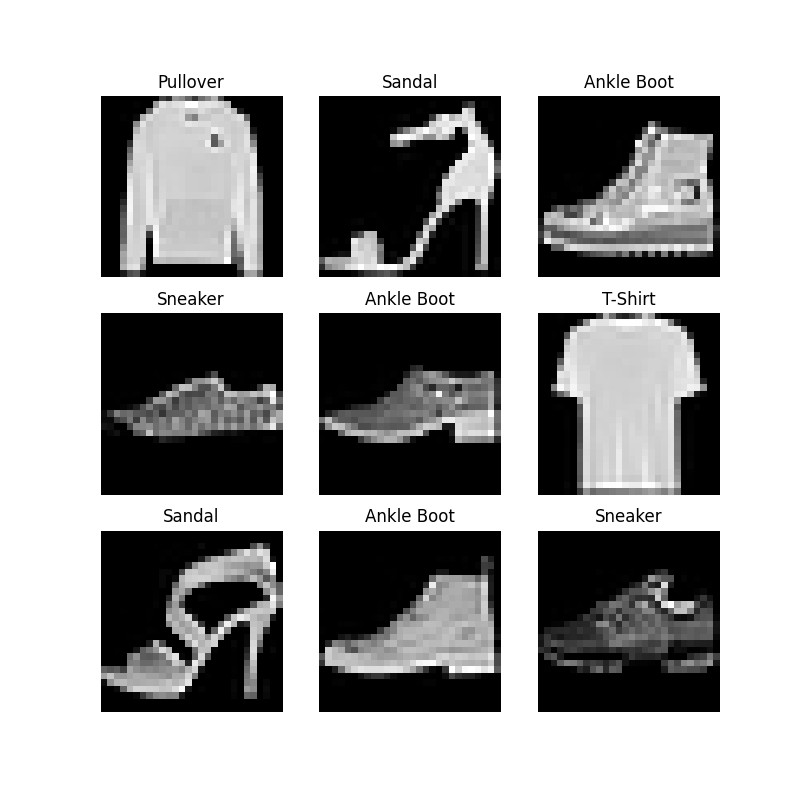 Pullover
Sandal
Ankle Boot
Sneaker
Ankle Boot
T-Shirt
Sandal
Ankle Boot
Sneaker